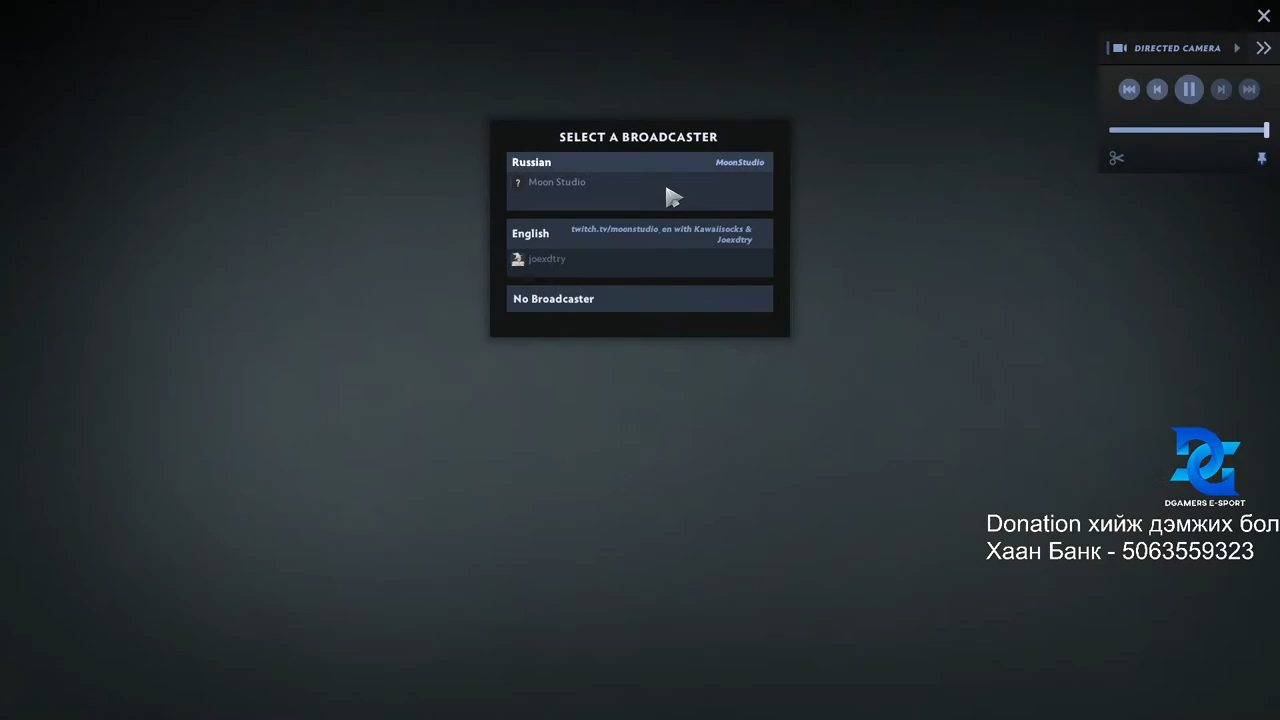 DIRECTED CAMERA
SELECT A BROADCASTER
Russian MoonStudio
? Moon Studio
English twitch.tv/moonstudio_en with Kawaiisocks &
Joexdtry
joexdtry
No Broadcaster
DGAMERS E-SPORT
Donation хийж дэмжих бол
Хаан Банк - 5063559323